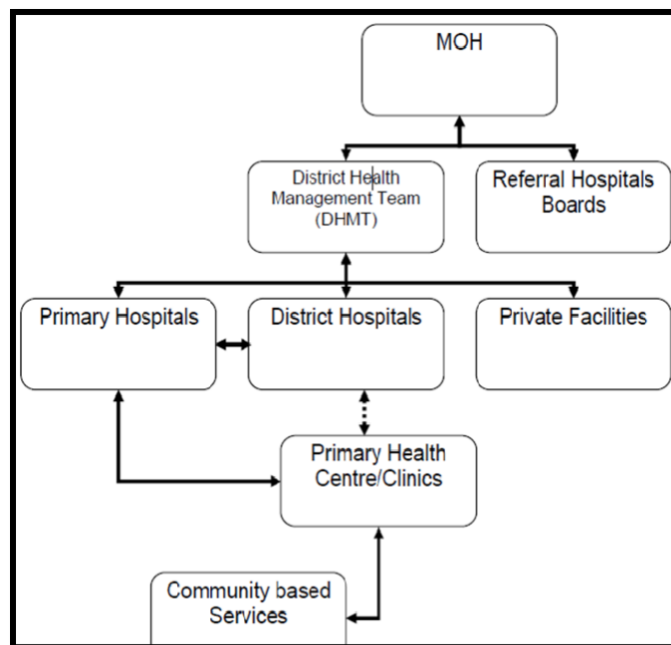 MOH
District Health
Management Team
(DHMT)
Referral Hospitals
Boards
Primary Hospitals
District Hospitals
Private Facilities
Primary Health
Centre/Clinics
Community based
Services